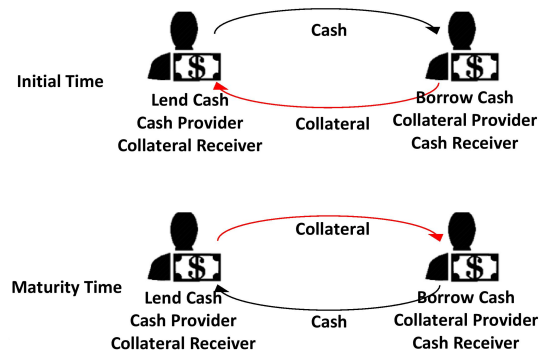 Cash
Initial Time
$
$
Lend Cash
Cash Provider
Collateral Receiver
Collateral
Borrow Cash
Collateral Provider
Cash Receiver
Collateral
Maturity Time
$
$
Lend Cash
Cash Provider
Collateral Receiver
Cash
Borrow Cash
Collateral Provider
Cash Receiver